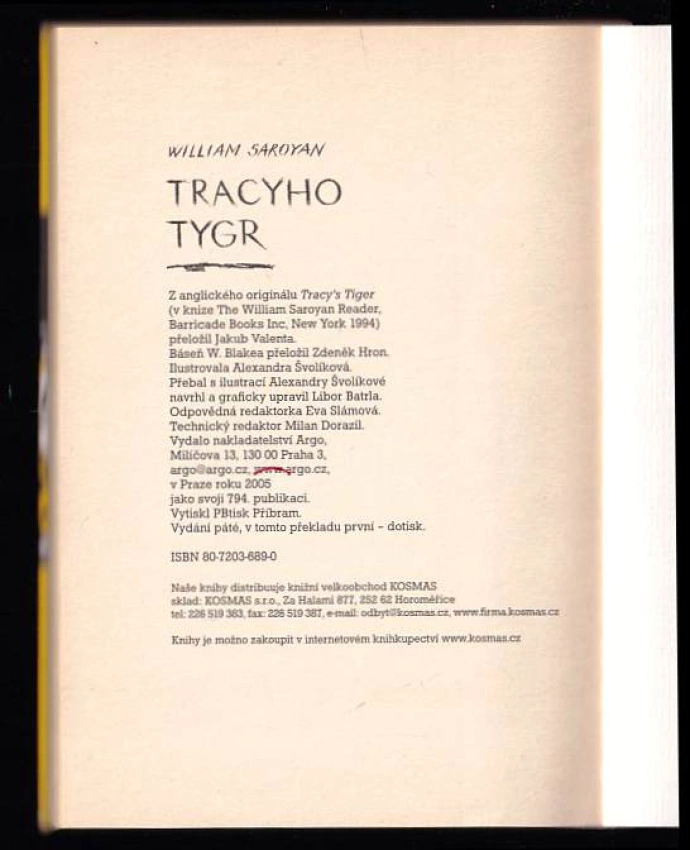 WILLIAM SAROYAN
TRACYHO
TYGR
Z anglického originálu Tracy's Tiger
(v knize The William Saroyan Reader,
Barricade Books Inc, New York 1994)
přeložil Jakub Valenta.
Báseň W. Blakea přeložil Zdeněk Hron.
Ilustrovala Alexandra Švolíková.
Přebal s ilustrací Alexandry Švolíkové
navrhl a graficky upravil Libor Batrla.
Odpovědná redaktorka Eva Slámová.
Technický redaktor Milan Dorazil.
Vydalo nakladatelství Argo,
Milíčova 13, 130 00 Praha 3,
argo@argo.cz, www.argo.cz,
v Praze roku 2005
jako svoji 794. publikaci.
Vytiskl PBtisk Příbram.
Vydání páté, v tomto překladu první – dotisk.
ISBN 80-7203-689-0
Naše knihy distribuuje knižní velkoobchod KOSMAS
sklad: KOSMAS s.r.o., Za Halami 877, 252 62 Horoměřice
tel: 226 519 383, fax: 226 519 387, e-mail: odbyt@kosmas.cz, www.firma.kosmas.cz
Knihy je možno zakoupit v internetovém knihkupectví www.kosmas.cz